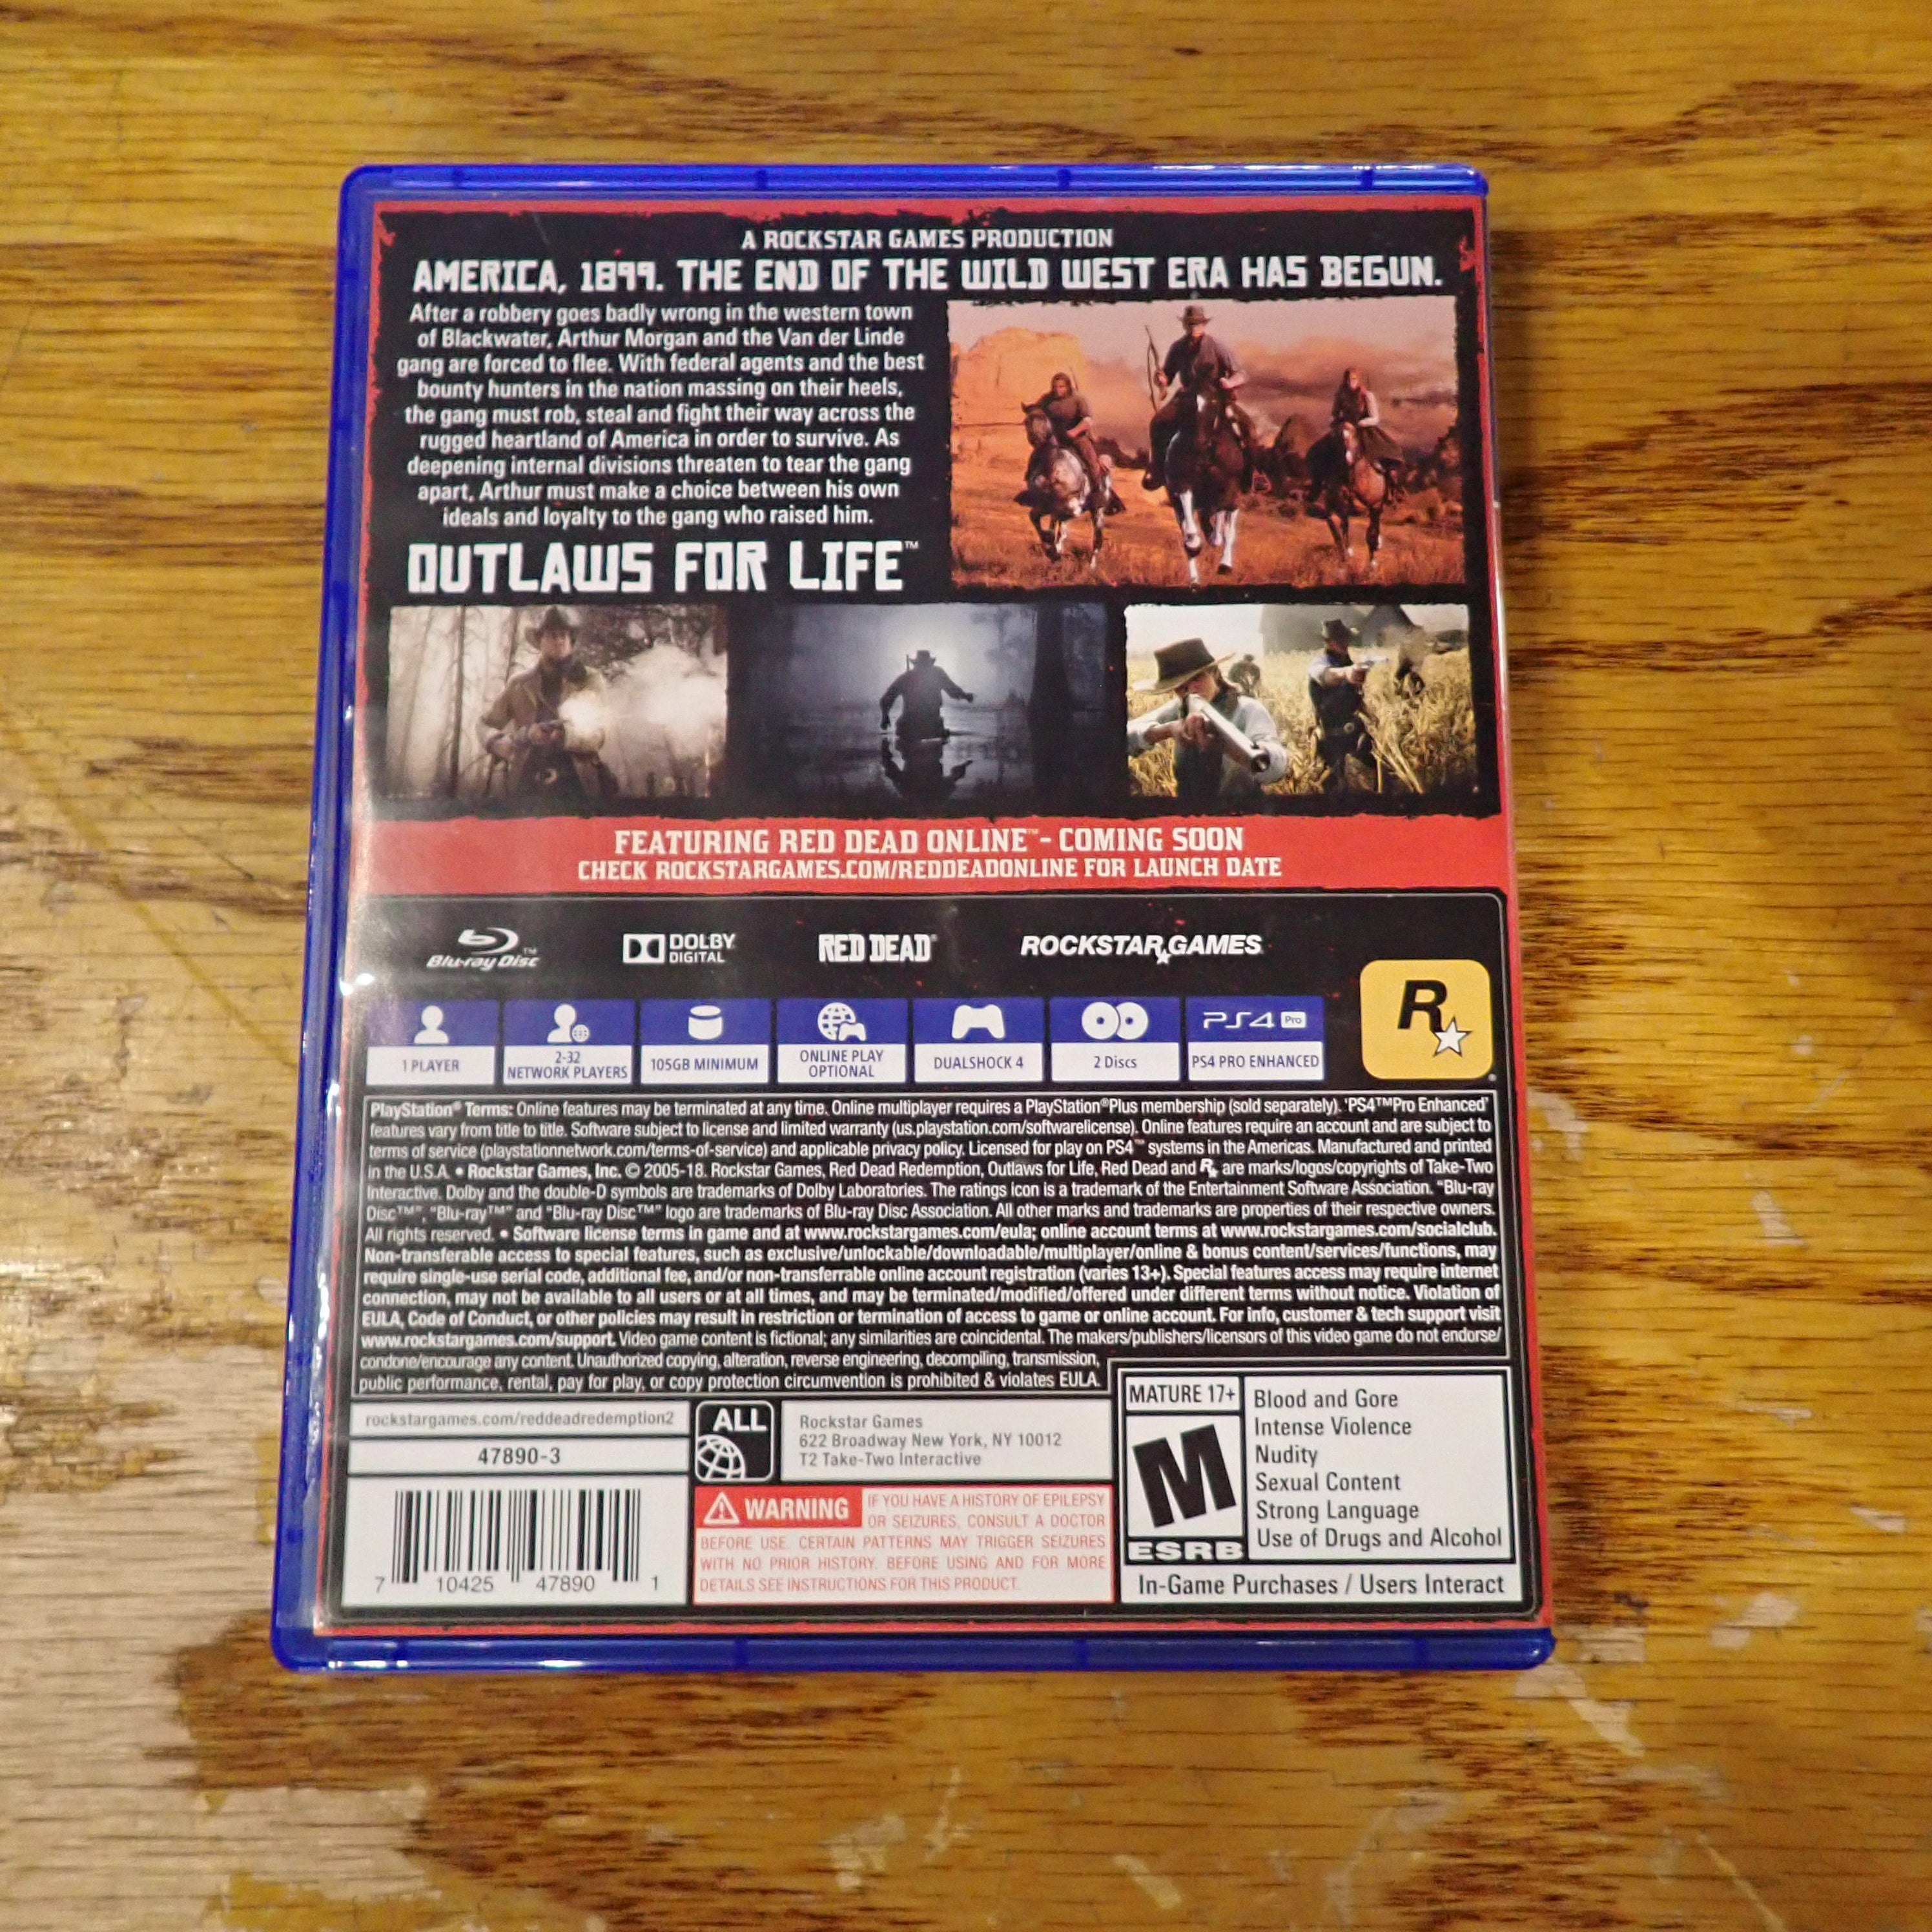 A ROCKSTAR GAMES PRODUCTION
AMERICA, 1899. THE END OF THE WILD WEST ERA HAS BEGUN.
After a robbery goes badly wrong in the western town
of Blackwater, Arthur Morgan and the Van der Linde
gang are forced to flee. With federal agents and the best
bounty hunters in the nation massing on their heels,
the gang must rob, steal and fight their way across the
rugged heartland of America in order to survive. As
deepening internal divisions threaten to tear the gang
apart, Arthur must make a choice between his own
ideals and loyalty to the gang who raised him.
OUTLAWS FOR LIFE™
FEATURING RED DEAD ONLINE™ - COMING SOON
CHECK ROCKSTARGAMES.COM/REDDEADONLINE FOR LAUNCH DATE
Blu-ray Disc™
DOLBY
DIGITAL
RED DEAD®
ROCKSTAR GAMES
R
PS4 Pro
1 PLAYER
2-32
NETWORK PLAYERS
105GB MINIMUM
ONLINE PLAY
OPTIONAL
DUALSHOCK 4
2 Discs
PS4 PRO ENHANCED
PlayStation® Terms: Online features may be terminated at any time. Online multiplayer requires a PlayStation®Plus membership (sold separately). 'PS4™Pro Enhanced'
features vary from title to title. Software subject to license and limited warranty (us.playstation.com/softwarelicense). Online features require an account and are subject to
terms of service (playstationnetwork.com/terms-of-service) and applicable privacy policy. Licensed for play on PS4™ systems in the Americas. Manufactured and printed
in the U.S.A. • Rockstar Games, Inc. © 2005-18. Rockstar Games, Red Dead Redemption, Outlaws for Life, Red Dead and R are marks/logos/copyrights of Take-Two
Interactive. Dolby and the double-D symbols are trademarks of Dolby Laboratories. The ratings icon is a trademark of the Entertainment Software Association. "Blu-ray
Disc™", "Blu-ray™" and "Blu-ray Disc™" logo are trademarks of Blu-ray Disc Association. All other marks and trademarks are properties of their respective owners.
All rights reserved. • Software license terms in game and at www.rockstargames.com/eula; online account terms at www.rockstargames.com/socialclub.
Non-transferable access to special features, such as exclusive/unlockable/downloadable/multiplayer/online & bonus content/services/functions, may
require single-use serial code, additional fee, and/or non-transferrable online account registration (varies 13+). Special features access may require internet
connection, may not be available to all users or at all times, and may be terminated/modified/offered under different terms without notice. Violation of
EULA, Code of Conduct, or other policies may result in restriction or termination of access to game or online account. For info, customer & tech support visit
www.rockstargames.com/support. Video game content is fictional; any similarities are coincidental. The makers/publishers/licensors of this video game do not endorse/
condone/encourage any content. Unauthorized copying, alteration, reverse engineering, decompiling, transmission,
public performance, rental, pay for play, or copy protection circumvention is prohibited & violates EULA.
rockstargames.com/reddeadredemption2
47890-3
7 10425 47890 1
ALL
Rockstar Games
622 Broadway New York, NY 10012
T2 Take-Two Interactive
WARNING IF YOU HAVE A HISTORY OF EPILEPSY
OR SEIZURES, CONSULT A DOCTOR
BEFORE USE. CERTAIN PATTERNS MAY TRIGGER SEIZURES
WITH NO PRIOR HISTORY. BEFORE USING AND FOR MORE
DETAILS SEE INSTRUCTIONS FOR THIS PRODUCT.
MATURE 17+
M
ESRB
Blood and Gore
Intense Violence
Nudity
Sexual Content
Strong Language
Use of Drugs and Alcohol
In-Game Purchases / Users Interact